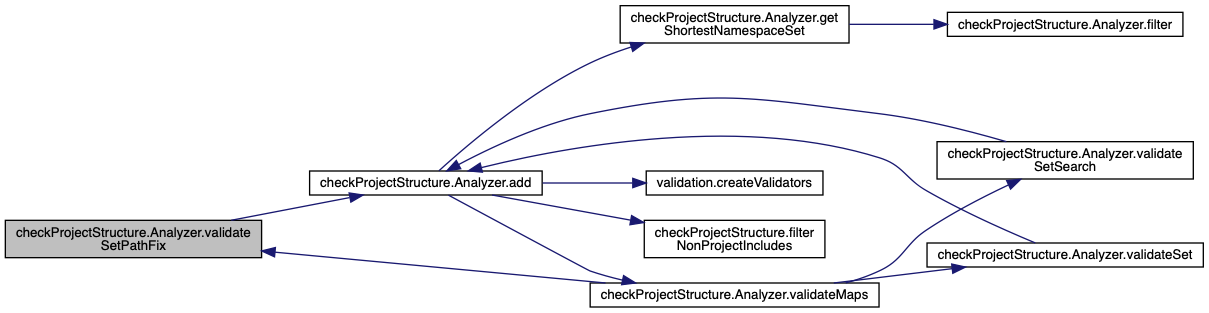 checkProjectStructure.Analyzer.get
ShortestNamespaceSet
checkProjectStructure.Analyzer.filter
checkProjectStructure.Analyzer.validate
SetSearch
checkProjectStructure.Analyzer.add
validation.createValidators
checkProjectStructure.Analyzer.validate
SetPathFix
checkProjectStructure.filter
NonProjectIncludes
checkProjectStructure.Analyzer.validateSet
checkProjectStructure.Analyzer.validateMaps